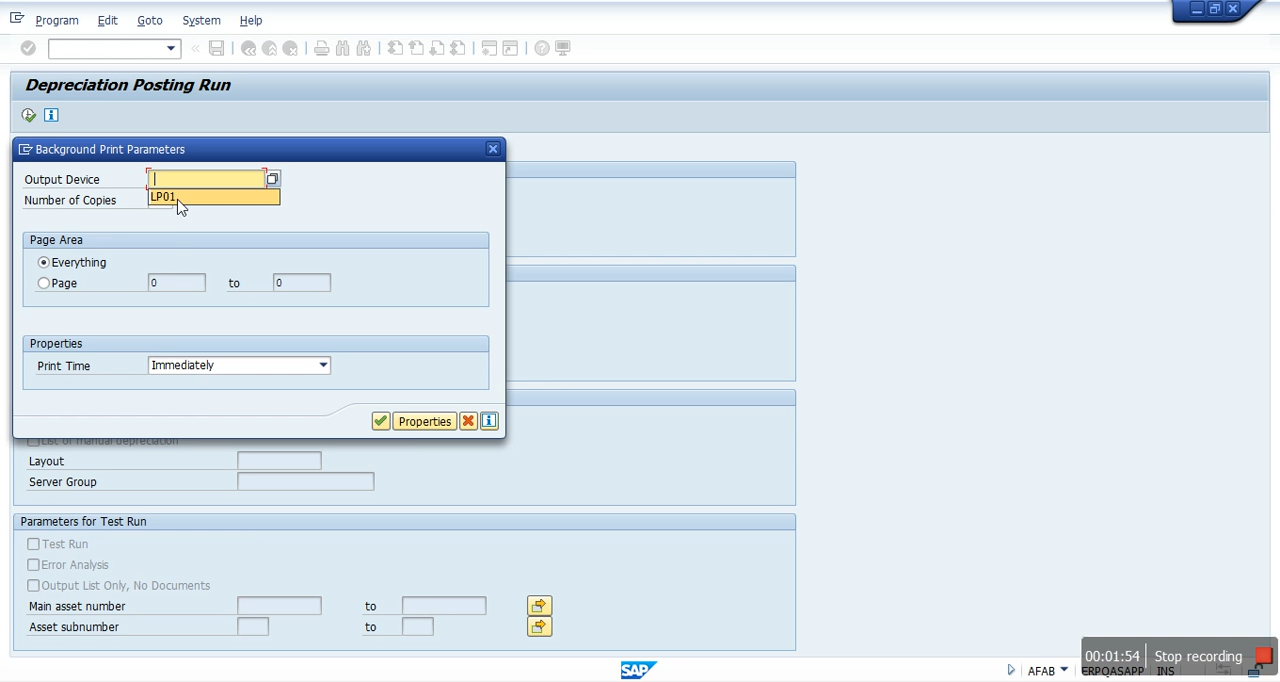 Program Edit Goto System Help
Depreciation Posting Run
Background Print Parameters
Output Device
LP01
Number of Copies
Page Area
Everything
Page 0 to 0
Properties
Print Time Immediately
Properties
List of manual depreciation
Layout
Server Group
Parameters for Test Run
Test Run
Error Analysis
Output List Only, No Documents
Main asset number to
Asset subnumber to
00:01:54 Stop recording
SAP AFAB ERPQASAPP INS